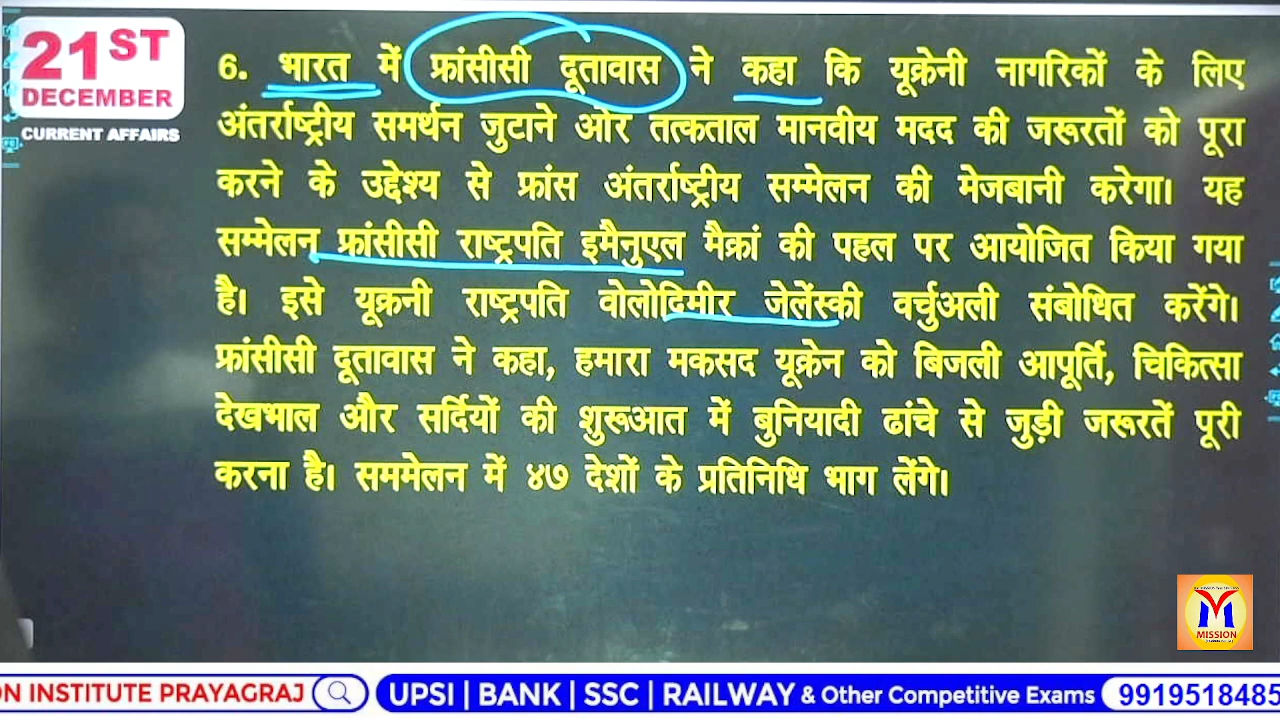 21ST
DECEMBER
CURRENT AFFAIRS
6. भारत में फ्रांसीसी दूतावास ने कहा कि यूक्रेनी नागरिकों के लिए
अंतर्राष्ट्रीय समर्थन जुटाने ओर तत्कताल मानवीय मदद की जरूरतों को पूरा
करने के उद्देश्य से फ्रांस अंतर्राष्ट्रीय सम्मेलन की मेजबानी करेगा। यह
सम्मेलन फ्रांसीसी राष्ट्रपति इमैनुएल मैक्रां की पहल पर आयोजित किया गया
है। इसे यूक्रनी राष्ट्रपति वोलोदिमीर जेलेंस्की वर्चुअली संबोधित करेंगे।
फ्रांसीसी दूतावास ने कहा, हमारा मकसद यूक्रेन को बिजली आपूर्ति, चिकित्सा
देखभाल और सर्दियों की शुरूआत में बुनियादी ढांचे से जुड़ी जरूरतें पूरी
करना है। सममेलन में ४७ देशों के प्रतिनिधि भाग लेंगे।
MISSION
ON INSTITUTE PRAYAGRAJ UPSI | BANK | SSC | RAILWAY & Other Competitive Exams 9919518485